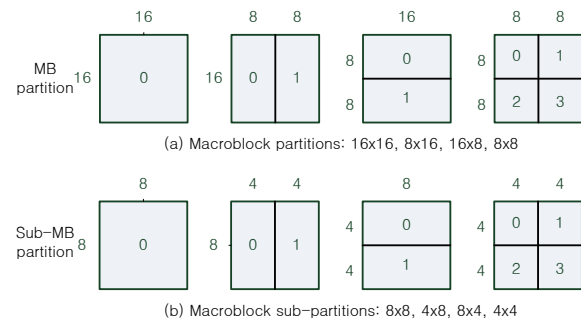 16 8 8 16 8 8
MB
partition
16 0
16 0 1
8 0
8 1
8 0 1
8 2 3
(a) Macroblock partitions: 16x16, 8x16, 16x8, 8x8
8 4 4 8 4 4
Sub-MB
partition
8 0
8 0 1
4 0
4 1
4 0 1
4 2 3
(b) Macroblock sub-partitions: 8x8, 4x8, 8x4, 4x4